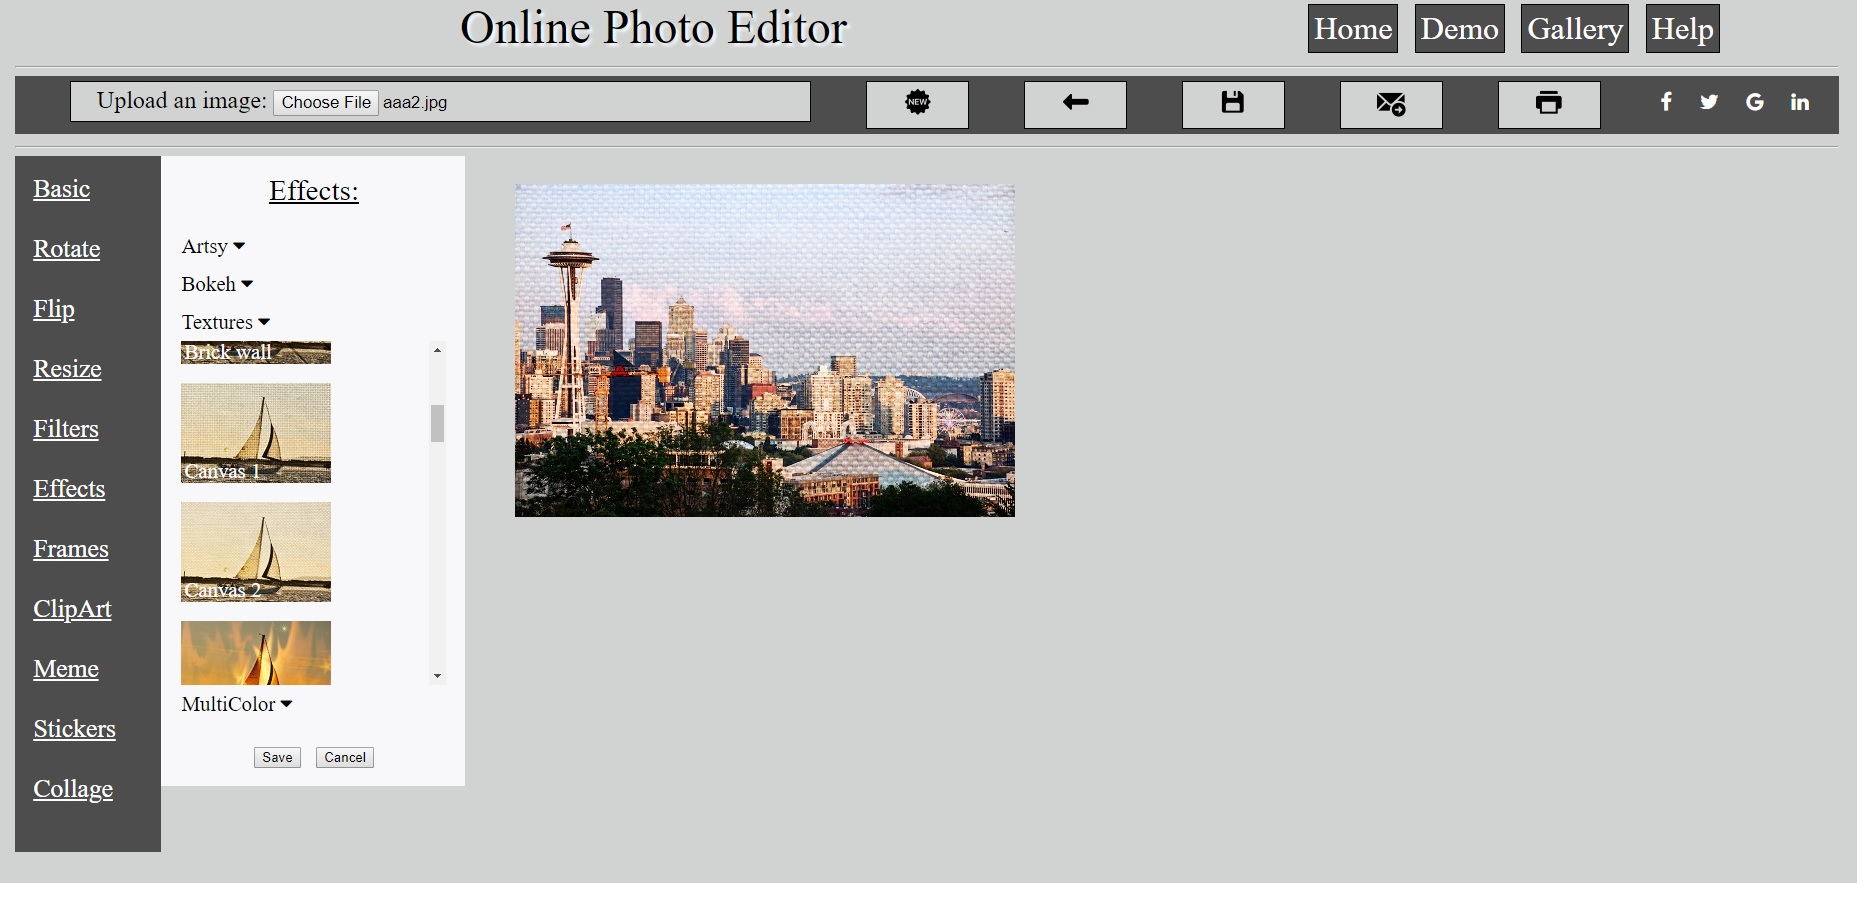 Online Photo Editor
Home Demo Gallery Help
Upload an image: Choose File aaa2.jpg
NEW
Basic
Rotate
Flip
Resize
Filters
Effects
Frames
ClipArt
Meme
Stickers
Collage
Effects:
Artsy
Bokeh
Textures
Brick wall
Canvas 1
Canvas 2
MultiColor
Save Cancel